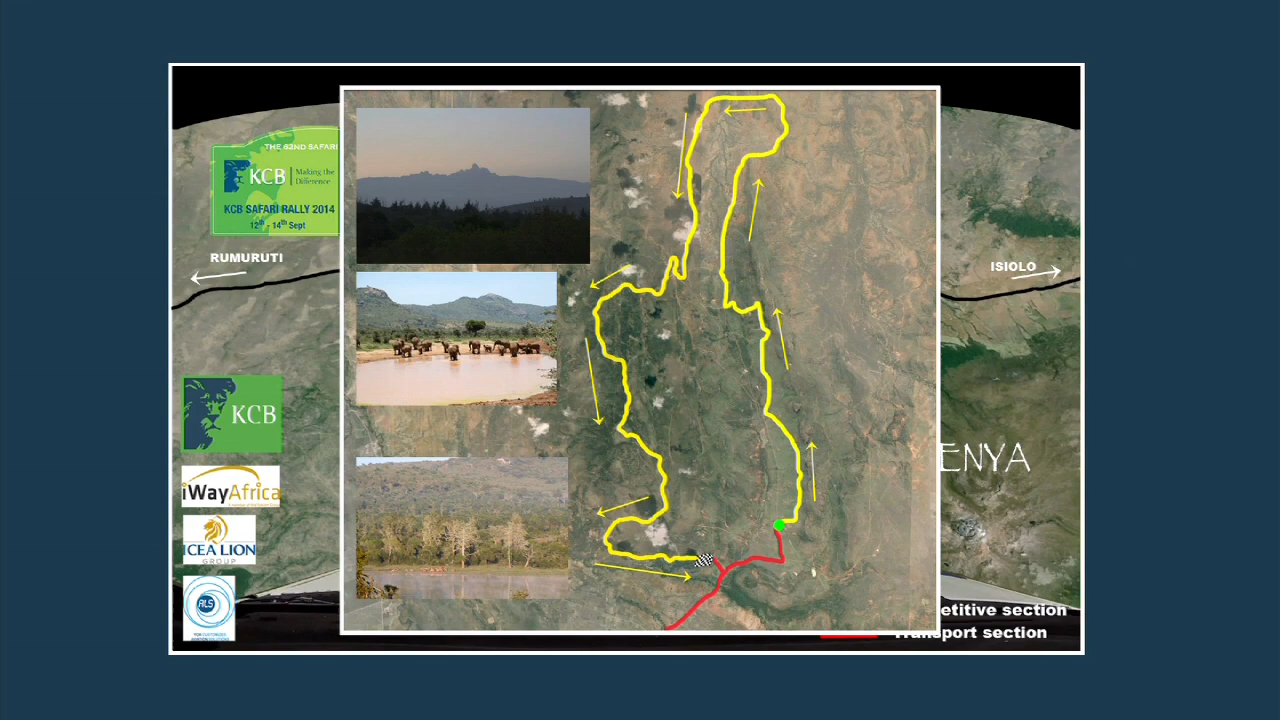 THE 62ND SAFARI
KCB
Making the
Difference
KCB SAFARI RALLY 2014
12th - 14th Sept
RUMURUTI
ISIOLO
KCB
ENYA
iWayAfrica
ICEA LION
GROUP
ALS
etitive section
Transport section